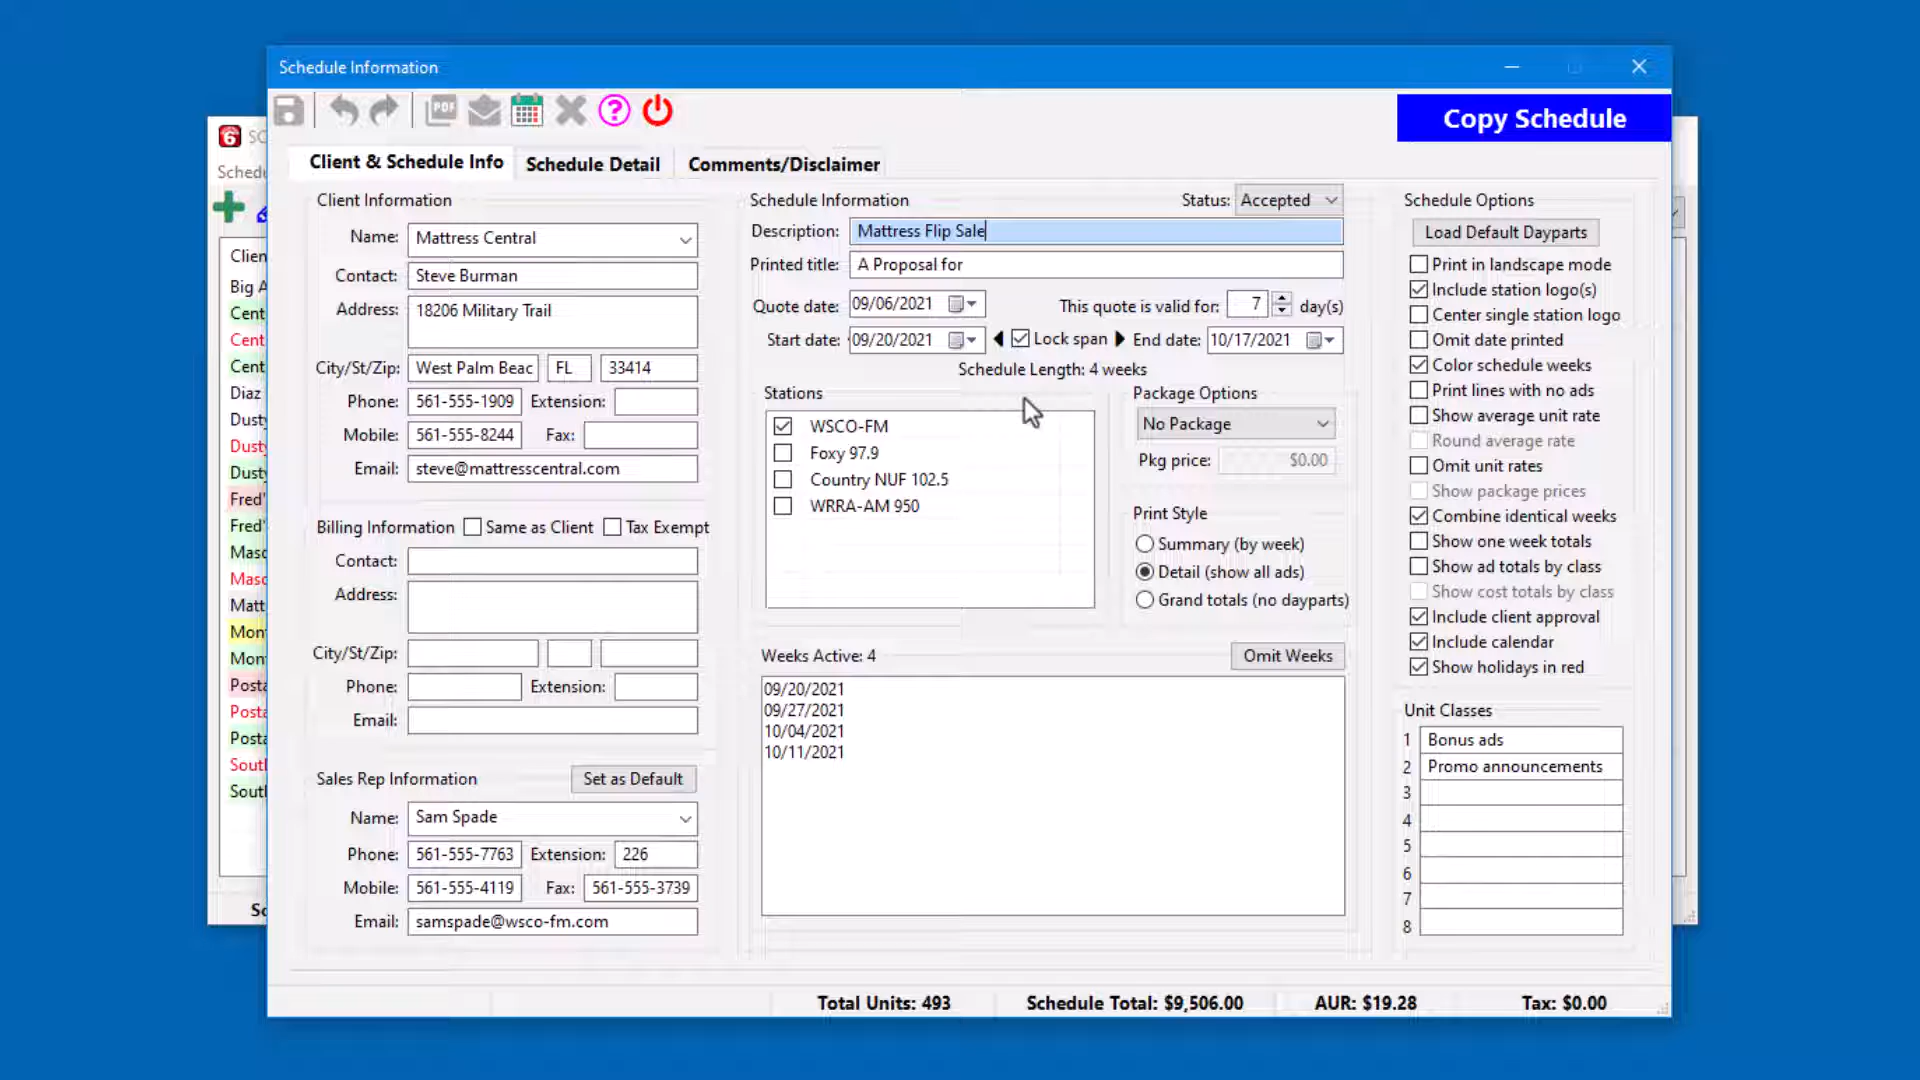 Schedule Information
PDF
?
Copy Schedule
6
Client & Schedule Info
Schedule Detail
Comments/Disclaimer
Client Information
Name: Mattress Central
Contact: Steve Burman
Address: 18206 Military Trail
City/St/Zip: West Palm Beac FL 33414
Phone: 561-555-1909 Extension:
Mobile: 561-555-8244 Fax:
Email: steve@mattresscentral.com
Billing Information Same as Client Tax Exempt
Contact:
Address:
City/St/Zip:
Phone: Extension:
Email:
Sales Rep Information Set as Default
Name: Sam Spade
Phone: 561-555-7763 Extension: 226
Mobile: 561-555-4119 Fax: 561-555-3739
Email: samspade@wsco-fm.com
Schedule Information Status: Accepted
Description: Mattress Flip Sale
Printed title: A Proposal for
Quote date: 09/06/2021 This quote is valid for: 7 day(s)
Start date: 09/20/2021 Lock span End date: 10/17/2021
Schedule Length: 4 weeks
Stations
WSCO-FM
Foxy 97.9
Country NUF 102.5
WRRA-AM 950
Package Options
No Package
Pkg price: $0.00
Print Style
Summary (by week)
Detail (show all ads)
Grand totals (no dayparts)
Weeks Active: 4 Omit Weeks
09/20/2021
09/27/2021
10/04/2021
10/11/2021
Schedule Options
Load Default Dayparts
Print in landscape mode
Include station logo(s)
Center single station logo
Omit date printed
Color schedule weeks
Print lines with no ads
Show average unit rate
Round average rate
Omit unit rates
Show package prices
Combine identical weeks
Show one week totals
Show ad totals by class
Show cost totals by class
Include client approval
Include calendar
Show holidays in red
Unit Classes
1 Bonus ads
2 Promo announcements
3
4
5
6
7
8
Total Units: 493 Schedule Total: $9,506.00 AUR: $19.28 Tax: $0.00